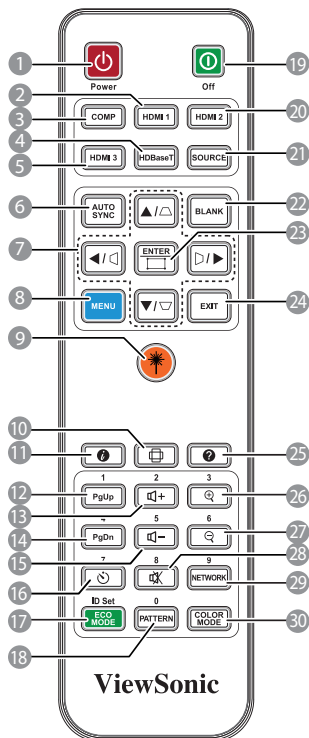 1
19
Power
Off
2
3
COMP
HDMI 1
HDMI 2
20
4
5
HDMI 3
HDBaseT
SOURCE
21
6
AUTO
SYNC
BLANK
22
7
ENTER
23
8
MENU
EXIT
24
9
10
11
i
?
25
1
2
3
12
PgUp
+
26
13
4
5
6
14
PgDn
-
27
15
7
8
9
28
16
NETWORK
29
ID Set
0
17
ECO
MODE
PATTERN
COLOR
MODE
30
18
ViewSonic